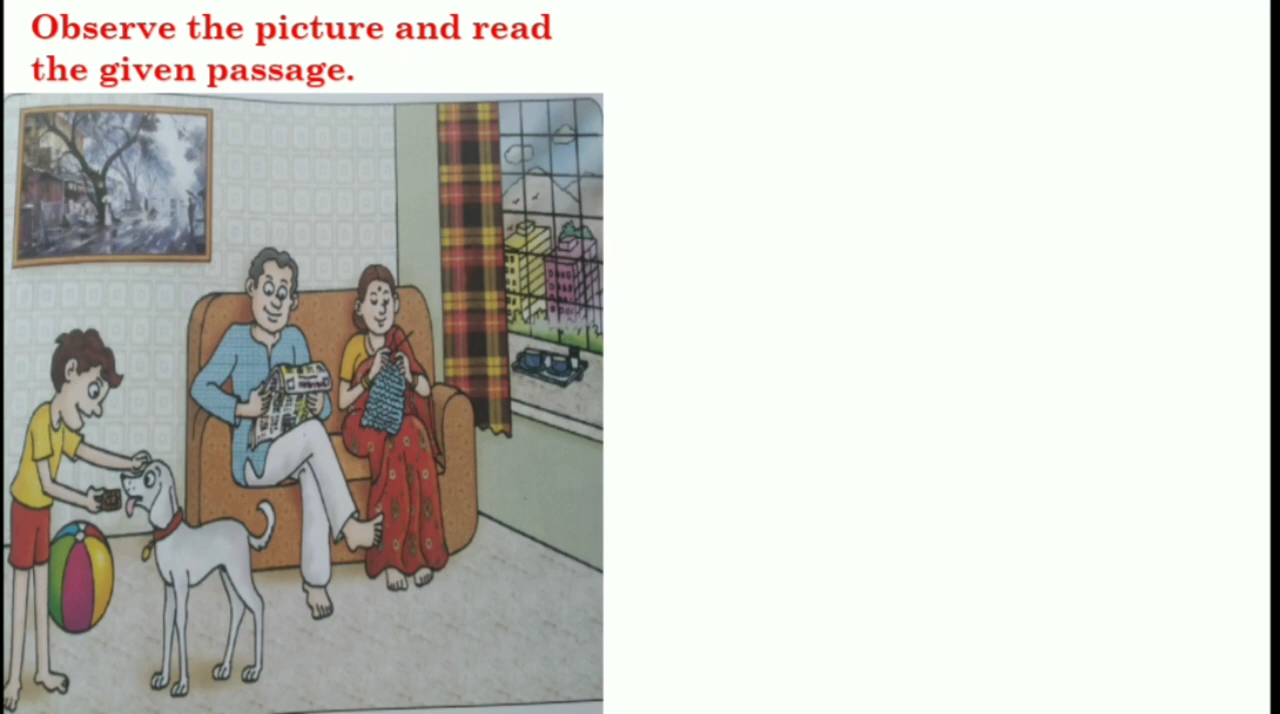 Observe the picture and read
the given passage.